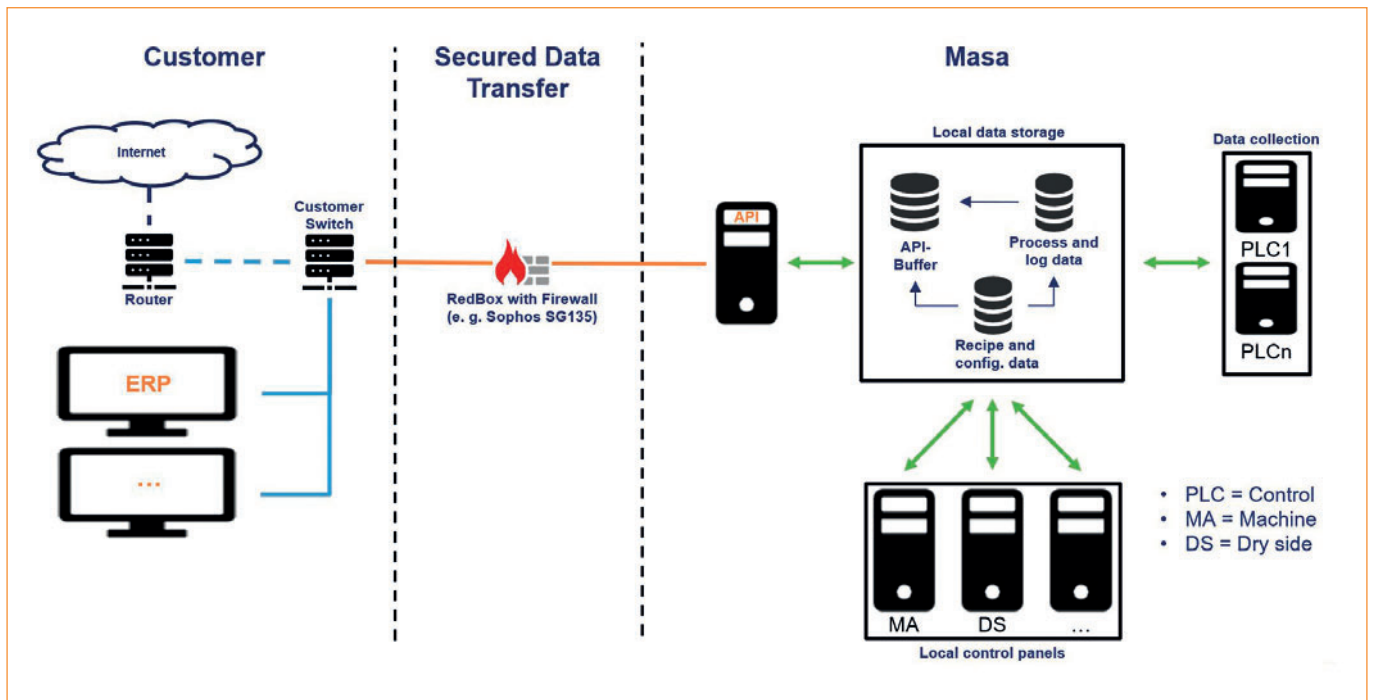 Customer
Secured Data
Transfer
Masa
Internet
Customer
Switch
Router
ERP
...
RedBox with Firewall
(e. g. Sophos SG135)
API
Local data storage
API-
Buffer
Process and
log data
Recipe and
config. data
Data collection
PLC1
PLCn
MA
DS
...
Local control panels
• PLC = Control
• MA = Machine
• DS = Dry side